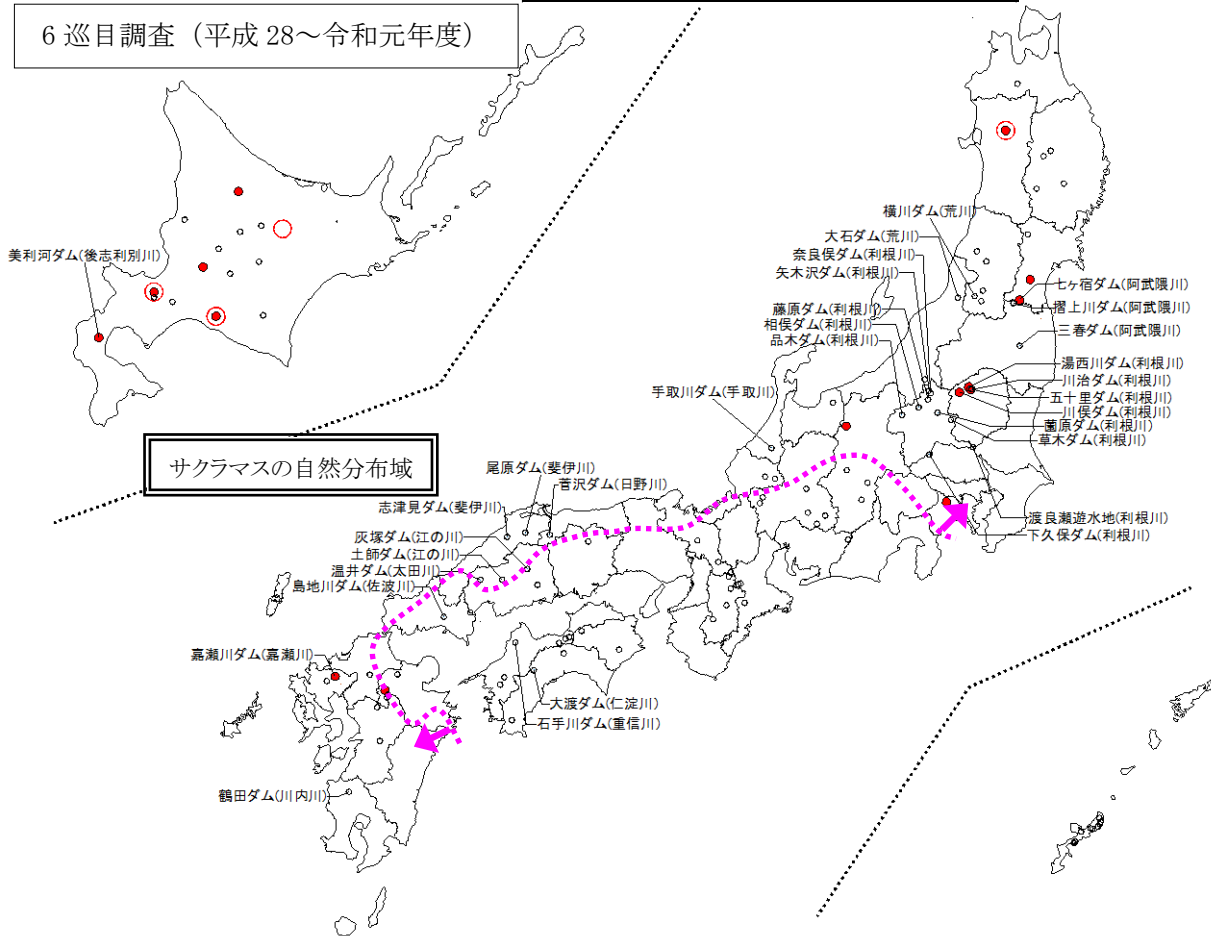 6 巡目調査（平成 28～令和元年度）
横川ダム(荒川)
大石ダム(荒川)
奈良俣ダム(利根川)
矢木沢ダム(利根川)
藤原ダム(利根川)
相俣ダム(利根川)
品木ダム(利根川)
美利河ダム(後志利別川)
七ヶ宿ダム(阿武隈川)
摺上川ダム(阿武隈川)
三春ダム(阿武隈川)
湯西川ダム(利根川)
川治ダム(利根川)
五十里ダム(利根川)
川俣ダム(利根川)
薗原ダム(利根川)
草木ダム(利根川)
手取川ダム(手取川)
サクラマスの自然分布域
尾原ダム(斐伊川)
菅沢ダム(日野川)
志津見ダム(斐伊川)
灰塚ダム(江の川)
土師ダム(江の川)
温井ダム(太田川)
島地川ダム(佐波川)
渡良瀬遊水地(利根川)
下久保ダム(利根川)
嘉瀬川ダム(嘉瀬川)
大渡ダム(仁淀川)
石手川ダム(重信川)
鶴田ダム(川内川)